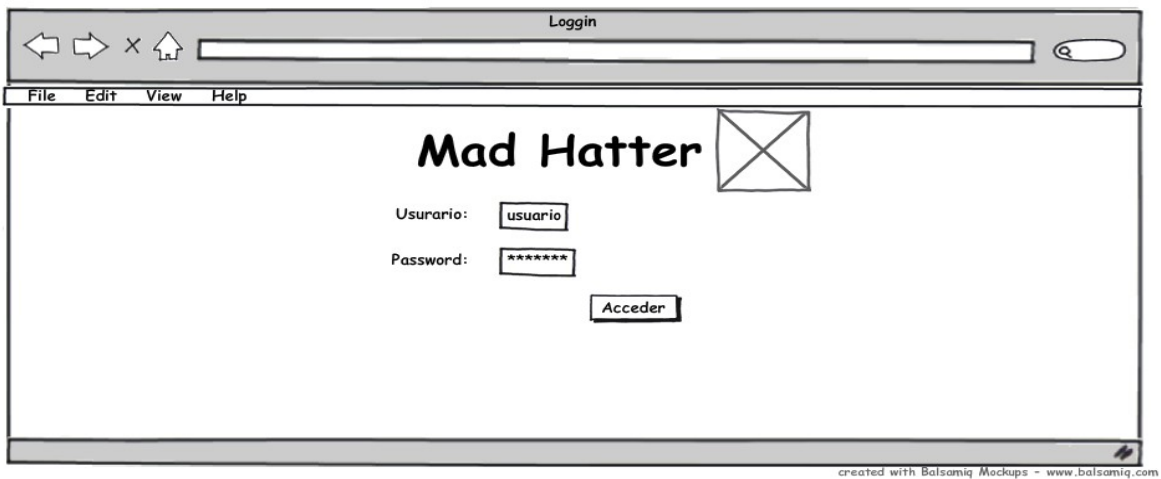 Loggin
File Edit View Help
Mad Hatter
Usurario: usuario
Password: *******
Acceder
created with Balsamiq Mockups - www.balsamiq.com